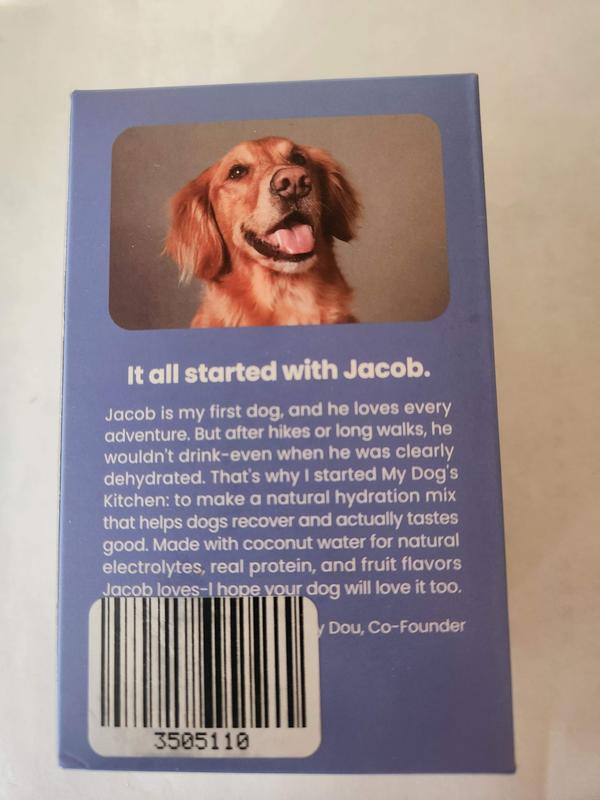 It all started with Jacob.
Jacob is my first dog, and he loves every
adventure. But after hikes or long walks, he
wouldn't drink-even when he was clearly
dehydrated. That's why I started My Dog's
Kitchen: to make a natural hydration mix
that helps dogs recover and actually tastes
good. Made with coconut water for natural
electrolytes, real protein, and fruit flavors
Jacob loves-I hope your dog will love it too.
Dou, Co-Founder
3505110